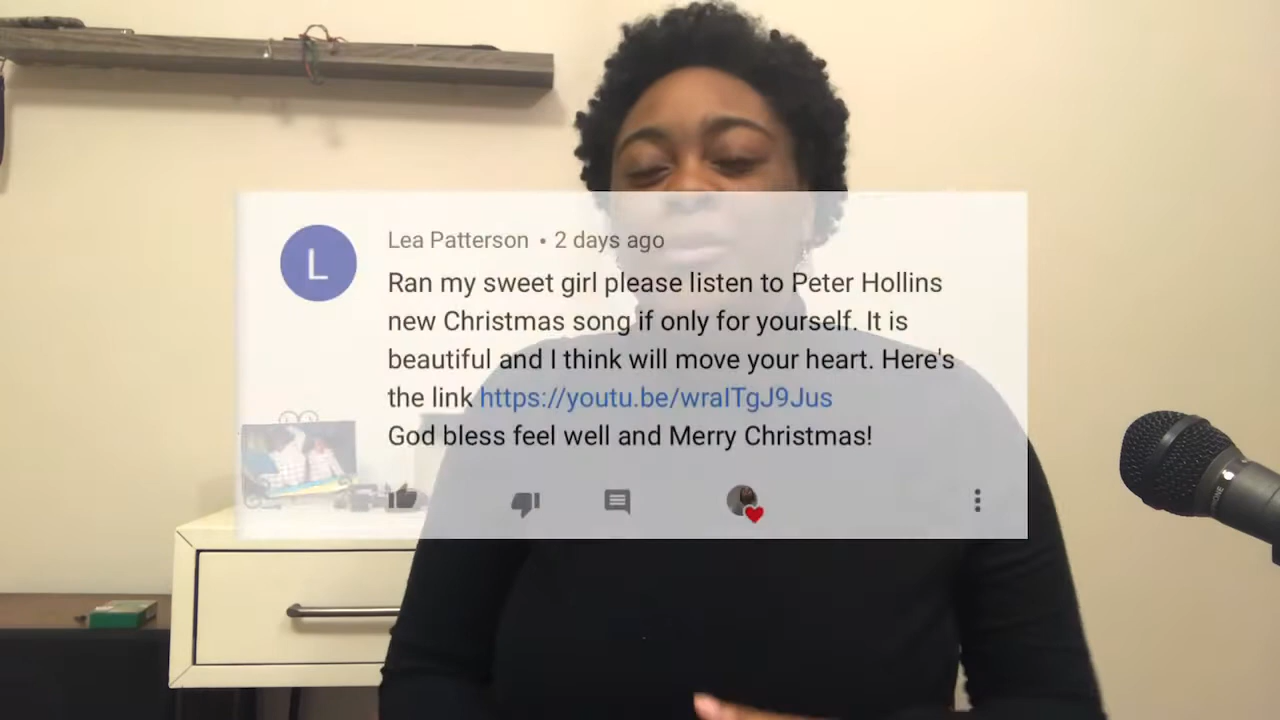 L
Lea Patterson • 2 days ago
Ran my sweet girl please listen to Peter Hollins
new Christmas song if only for yourself. It is
beautiful and I think will move your heart. Here's
the link https://youtu.be/wraITgJ9Jus
God bless feel well and Merry Christmas!